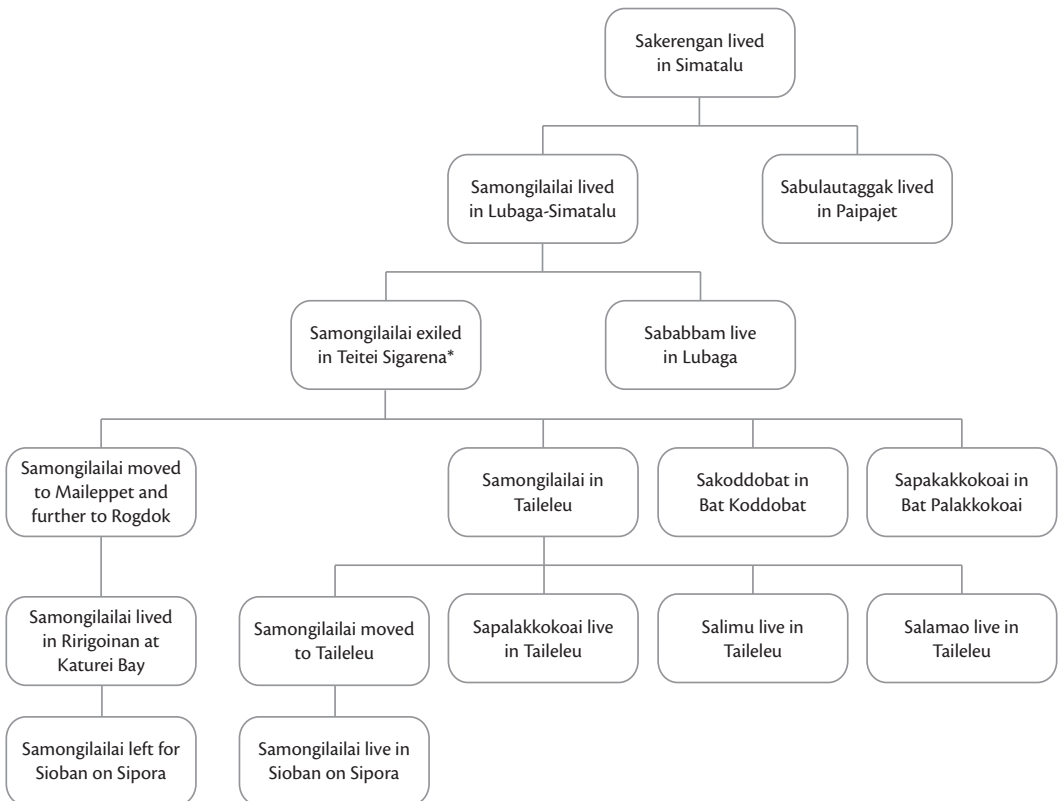 Sakerengan lived
in Simatalu
Samongilailai lived
in Lubaga-Simatalu
Sabulautaggak lived
in Paipajet
Samongilailai exiled
in Teitei Sigarena*
Sababbam live
in Lubaga
Samongilailai moved
to Maileppet and
further to Rogdok
Samongilailai in
Taileleu
Sakoddobat in
Bat Koddobat
Sapakakkokoai in
Bat Palakkokoai
Samongilailai lived
in Ririgoinan at
Katurei Bay
Samongilailai moved
to Taileleu
Sapalakkokoai live
in Taileleu
Salimu live in
Taileleu
Salamao live in
Taileleu
Samongilailai left for
Sioban on Sipora
Samongilailai live in
Sioban on Sipora